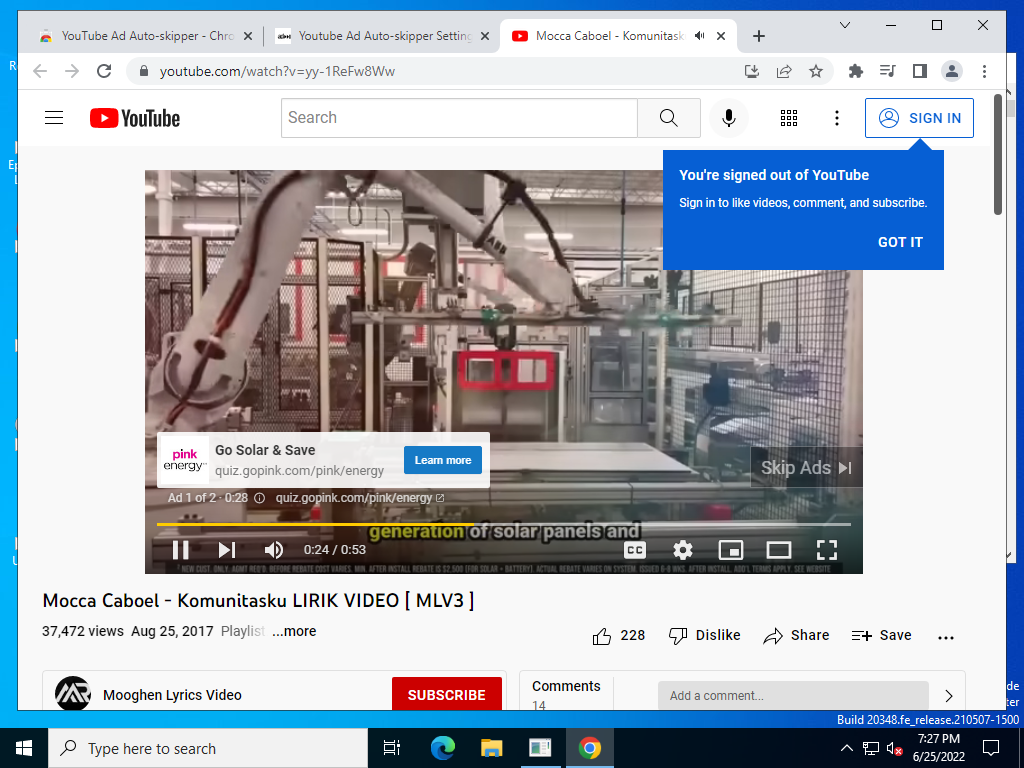 YouTube Ad Auto-skipper - Chro
Youtube Ad Auto-skipper Setting
Mocca Caboel - Komunitask
youtube.com/watch?v=yy-1ReFw8Ww
YouTube
Search
SIGN IN
You're signed out of YouTube
Sign in to like videos, comment, and subscribe.
GOT IT
pink
energy
Go Solar & Save
quiz.gopink.com/pink/energy
Learn more
Skip Ads
Ad 1 of 2 · 0:28
quiz.gopink.com/pink/energy
generation of solar panels and
0:24 / 0:53
CC
* NEW COST. ONLY. ADMT REQ'D. BEFORE REBATE COST VARIES. MIN. AFTER INSTALL REBATE IS $2,500 (FOR SOLAR + BATTERY). ACTUAL REBATE VARIES ON SYSTEM. ISSUED 6-8 WKS. AFTER INSTALL. ADD'L TERMS APPLY. SEE WEBSITE
Mocca Caboel - Komunitasku LIRIK VIDEO [ MLV3 ]
37,472 views Aug 25, 2017 Playlist ...more
228
Dislike
Share
Save
Mooghen Lyrics Video
SUBSCRIBE
Comments
14
Add a comment...
Build 20348.fe_release.210507-1500
Type here to search
7:27 PM
6/25/2022